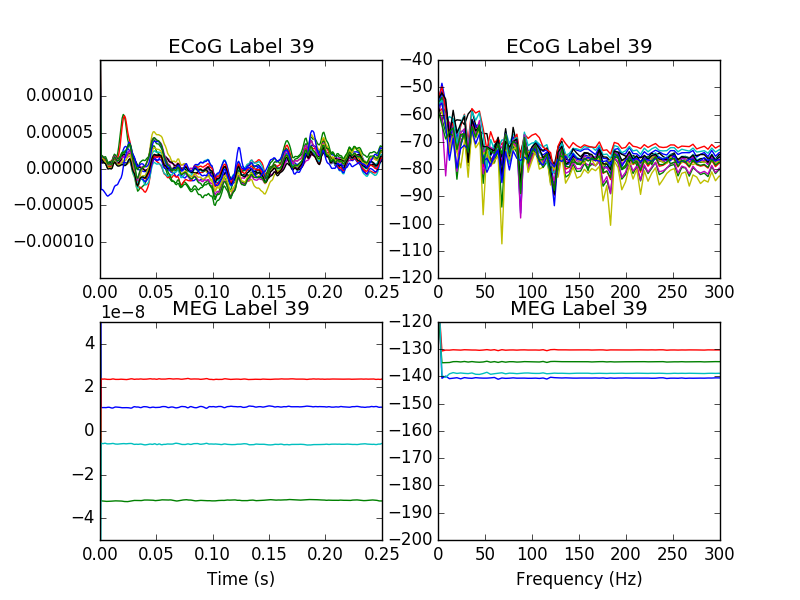 ECoG Label 39
0.00010
0.00005
0.00000
−0.00005
−0.00010
0.00 0.05 0.10 0.15 0.20 0.25
ECoG Label 39
−40
−50
−60
−70
−80
−90
−100
−110
−120
0 50 100 150 200 250 300
1e−8
MEG Label 39
4
2
0
−2
−4
0.00 0.05 0.10 0.15 0.20 0.25
Time (s)
MEG Label 39
−120
−130
−140
−150
−160
−170
−180
−190
−200
0 50 100 150 200 250 300
Frequency (Hz)